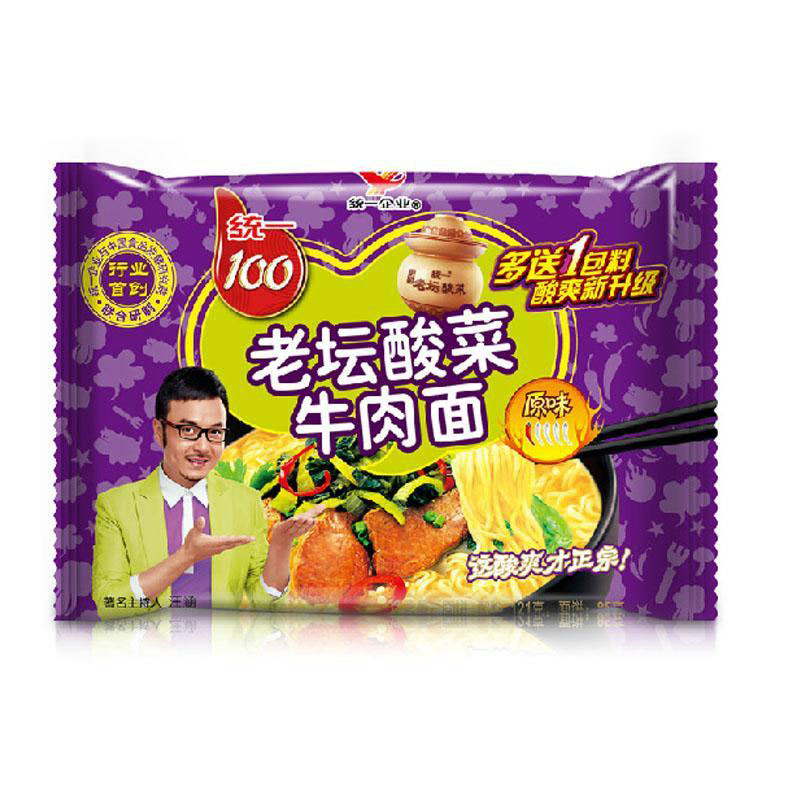 统一企业®
统一
100
行业
首创
统一
老坛酸菜
多送1包料
酸爽新升级
老坛酸菜
牛肉面
原味
这酸爽才正宗!
著名主持人 汪涵